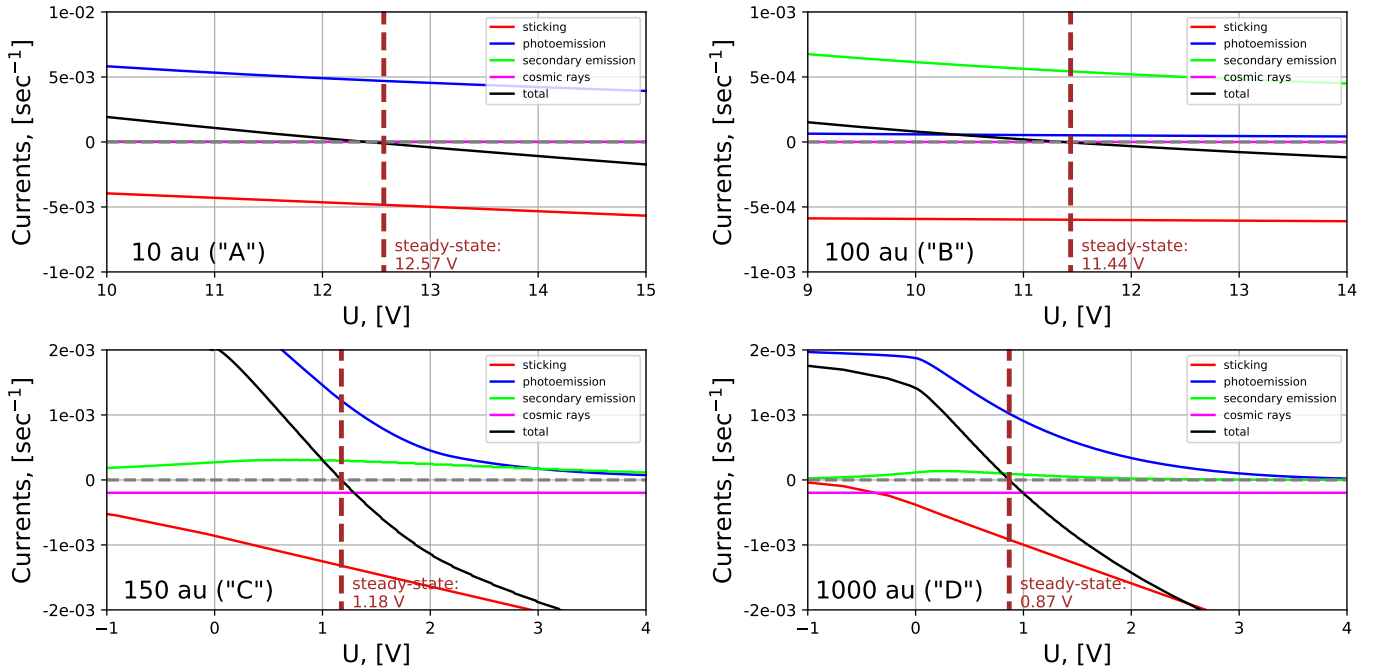 1e-02
5e-03
0
-5e-03
-1e-02
Currents, [sec⁻¹]
sticking
photoemission
secondary emission
cosmic rays
total
10 au ("A")
steady-state:
12.57 V
10 11 12 13 14 15
U, [V]
1e-03
5e-04
0
-5e-04
-1e-03
Currents, [sec⁻¹]
sticking
photoemission
secondary emission
cosmic rays
total
100 au ("B")
steady-state:
11.44 V
9 10 11 12 13 14
U, [V]
2e-03
1e-03
0
-1e-03
-2e-03
Currents, [sec⁻¹]
sticking
photoemission
secondary emission
cosmic rays
total
150 au ("C")
steady-state:
1.18 V
−1 0 1 2 3 4
U, [V]
2e-03
1e-03
0
-1e-03
-2e-03
Currents, [sec⁻¹]
sticking
photoemission
secondary emission
cosmic rays
total
1000 au ("D")
steady-state:
0.87 V
−1 0 1 2 3 4
U, [V]